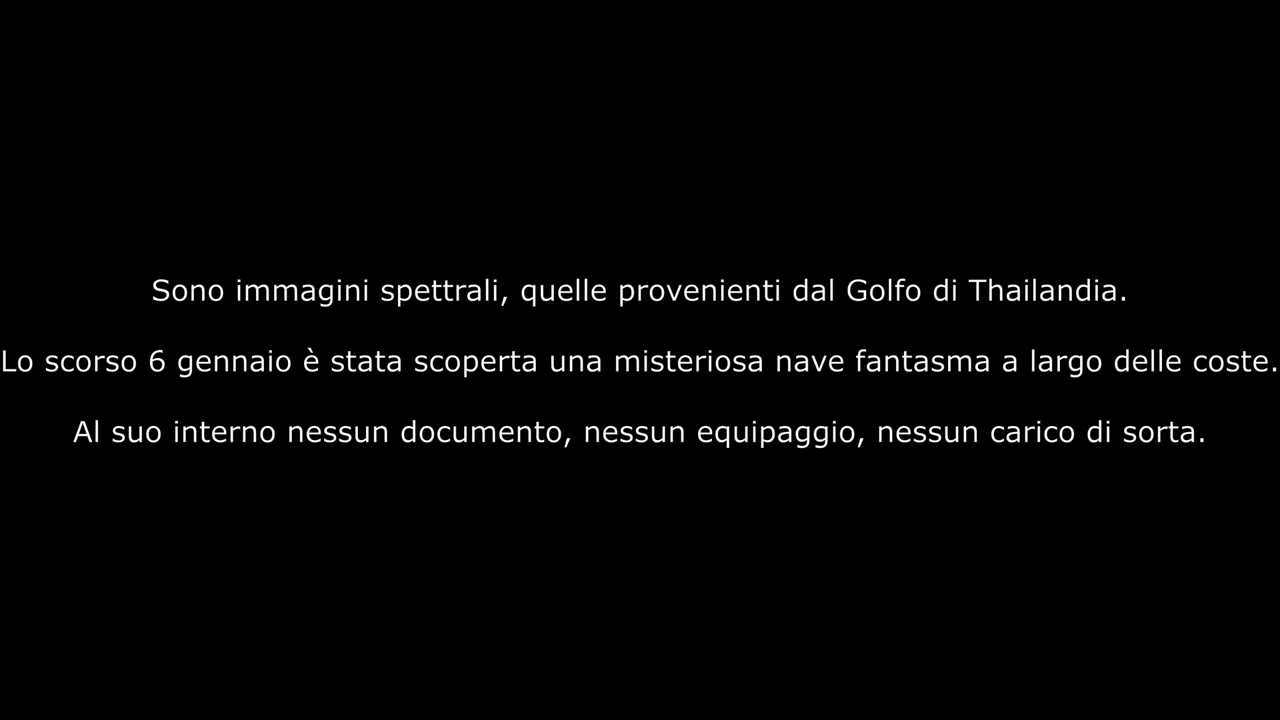 Sono immagini spettrali, quelle provenienti dal Golfo di Thailandia.
Lo scorso 6 gennaio è stata scoperta una misteriosa nave fantasma a largo delle coste.
Al suo interno nessun documento, nessun equipaggio, nessun carico di sorta.